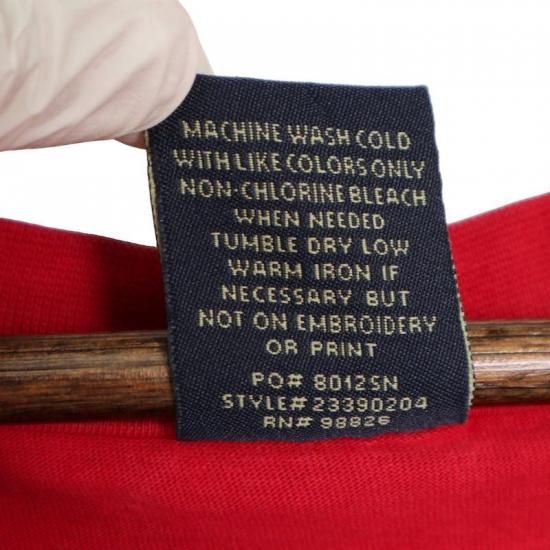 MACHINE WASH COLD
WITH LIKE COLORS ONLY
NON-CHLORINE BLEACH
WHEN NEEDED
TUMBLE DRY LOW
WARM IRON IF
NECESSARY BUT
NOT ON EMBROIDERY
OR PRINT
PO# 80125N
STYLE# 23390204
RN# 98826